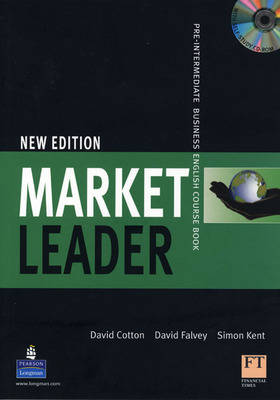 PRE-INTERMEDIATE BUSINESS ENGLISH COURSE BOOK
NEW EDITION
MARKET
LEADER
David Cotton David Falvey Simon Kent
PEARSON
Longman
www.longman.com
FT
FINANCIAL
TIMES